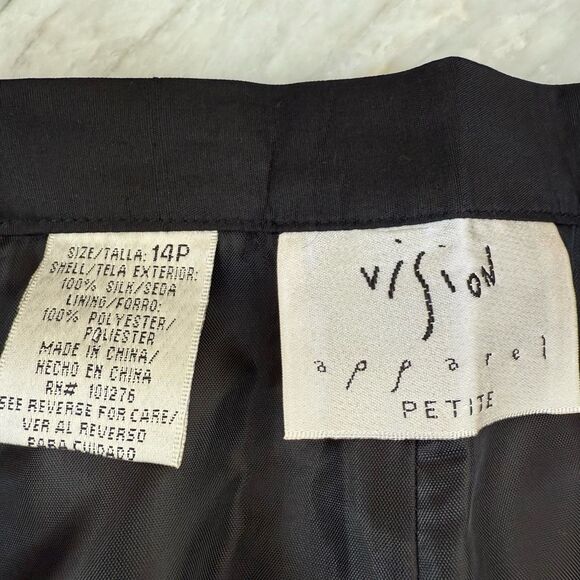 SIZE/TALLA: 14P
SHELL/TELA EXTERIOR:
100% SILK/SEDA
LINING/FORRO:
100% POLYESTER/
POLIESTER
MADE IN CHINA/
HECHO EN CHINA
RN# 101276
SEE REVERSE FOR CARE/
VER AL REVERSO
PARA CUIDADO
vision
apparel
PETITE